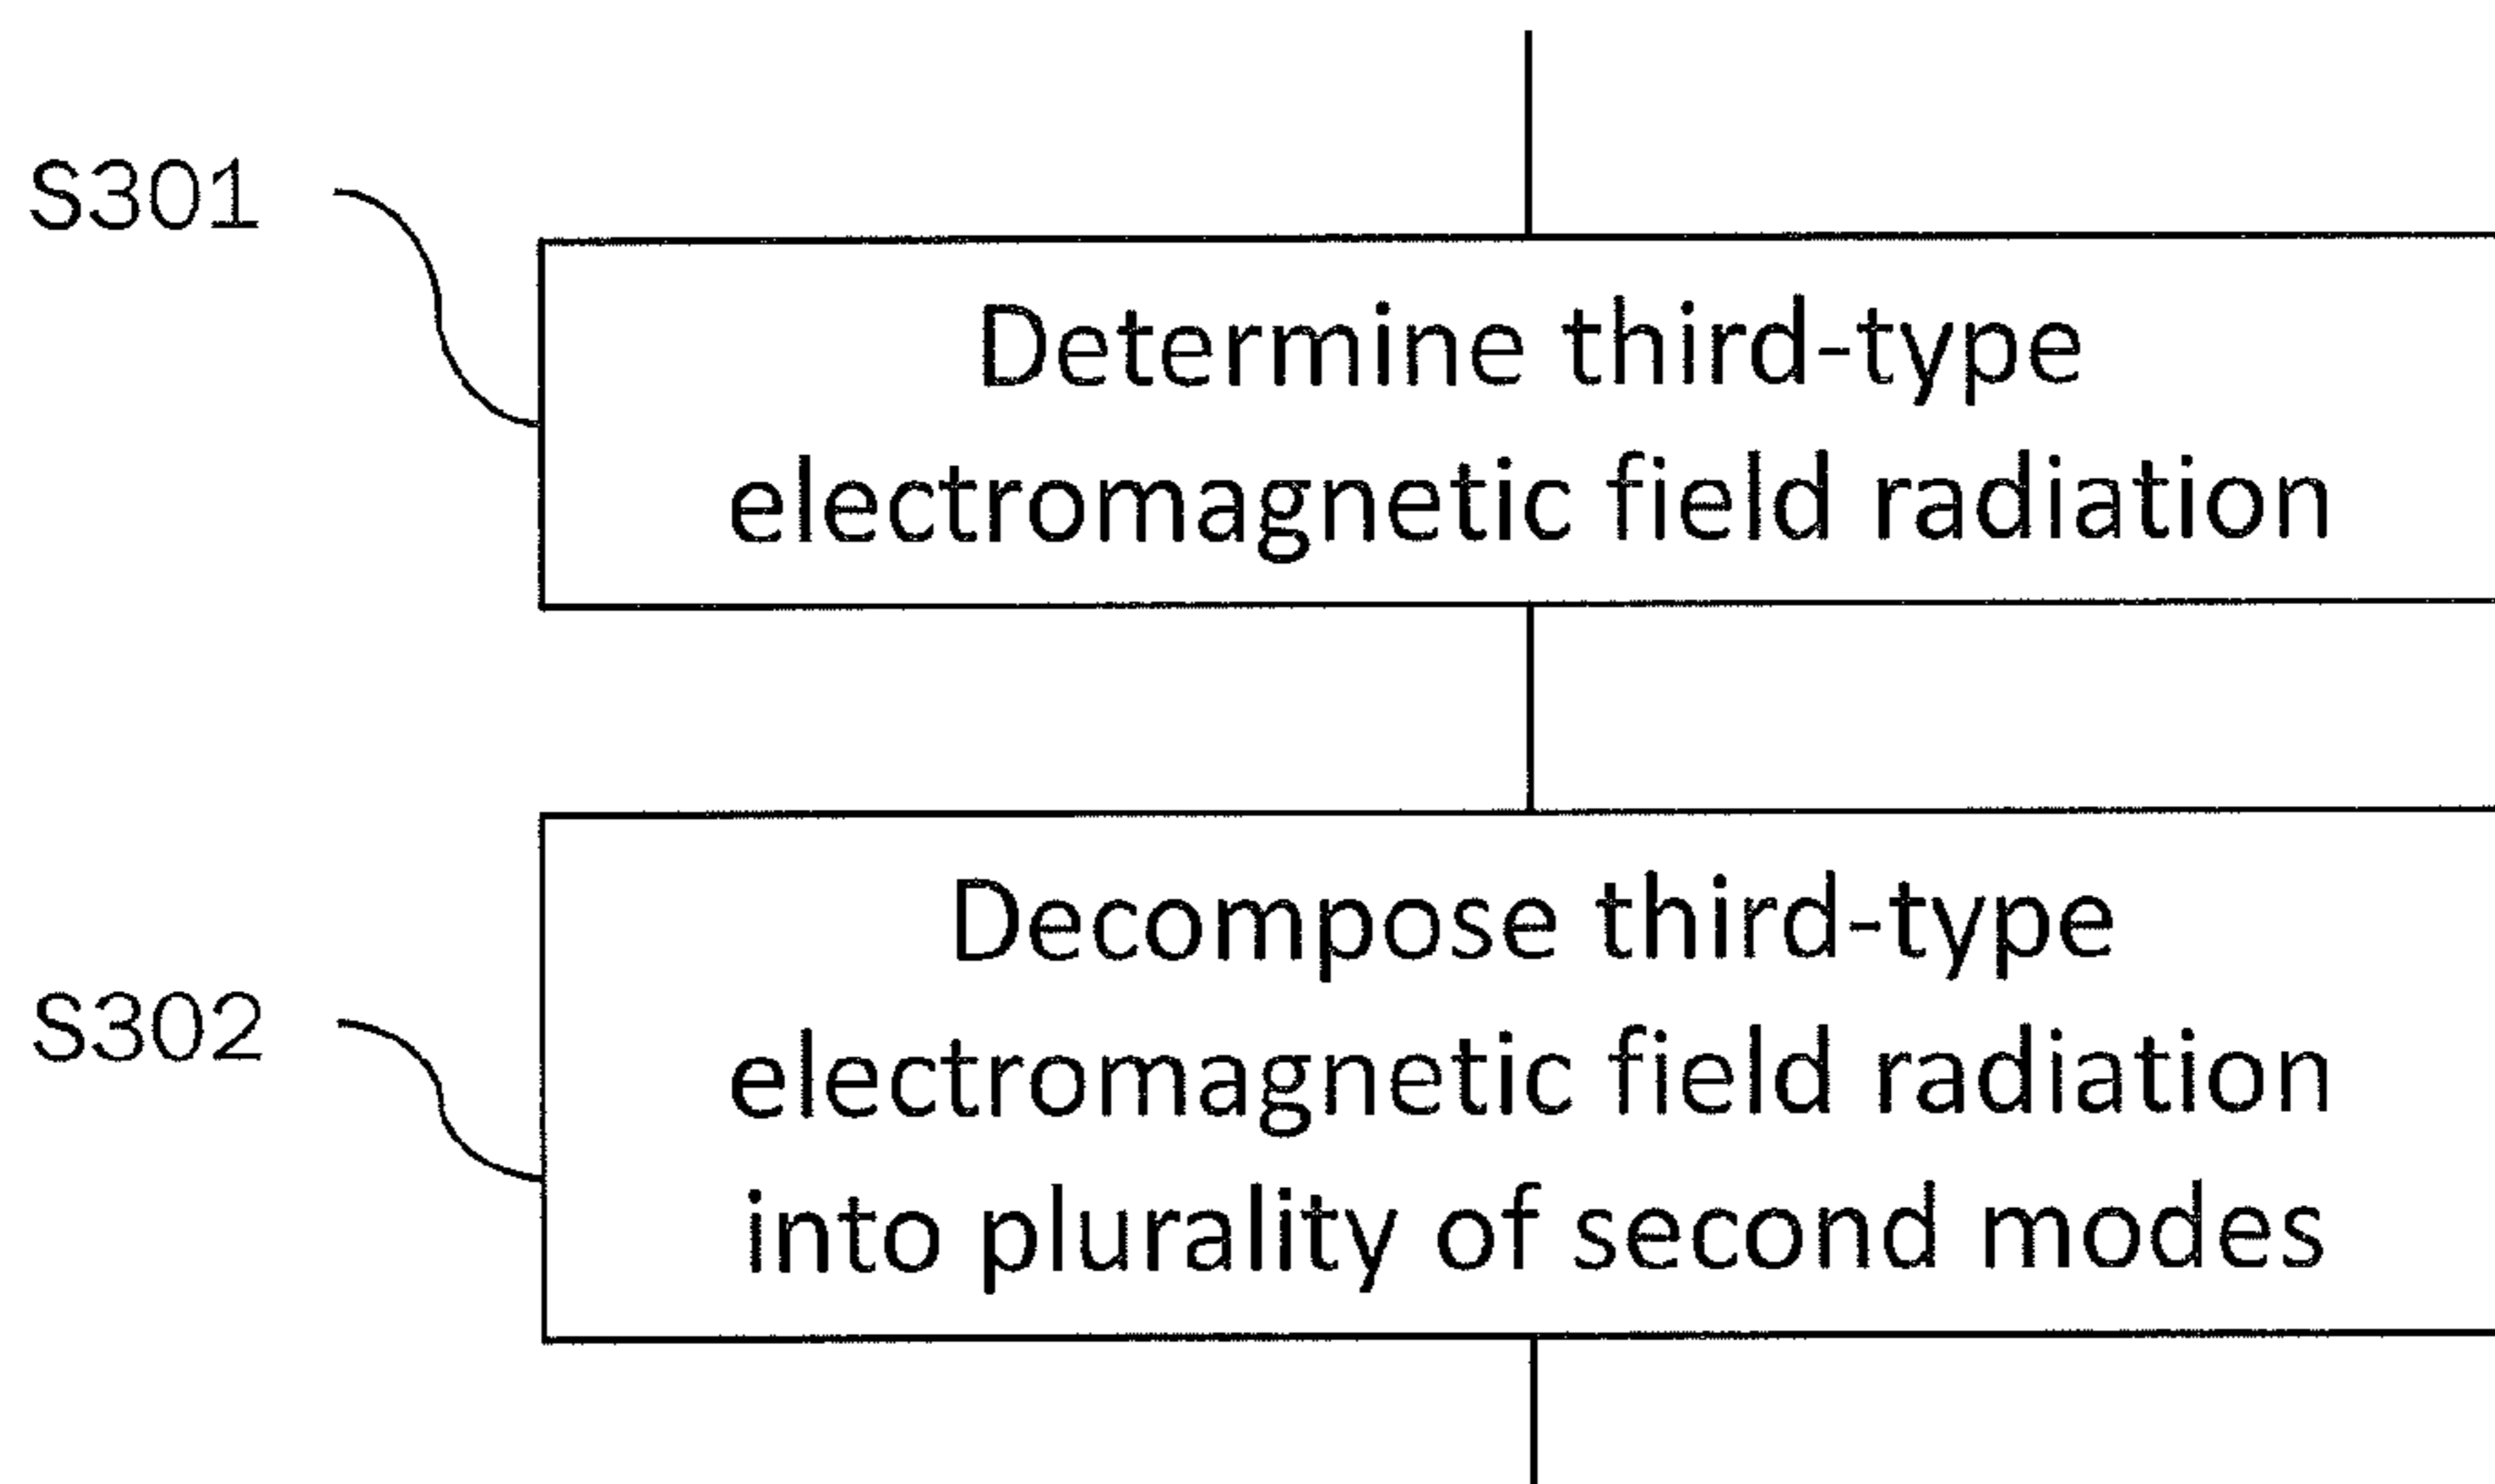 S301
Determine third-type
electromagnetic field radiation
Decompose third-type
electromagnetic field radiation
S302
into plurality of second modes